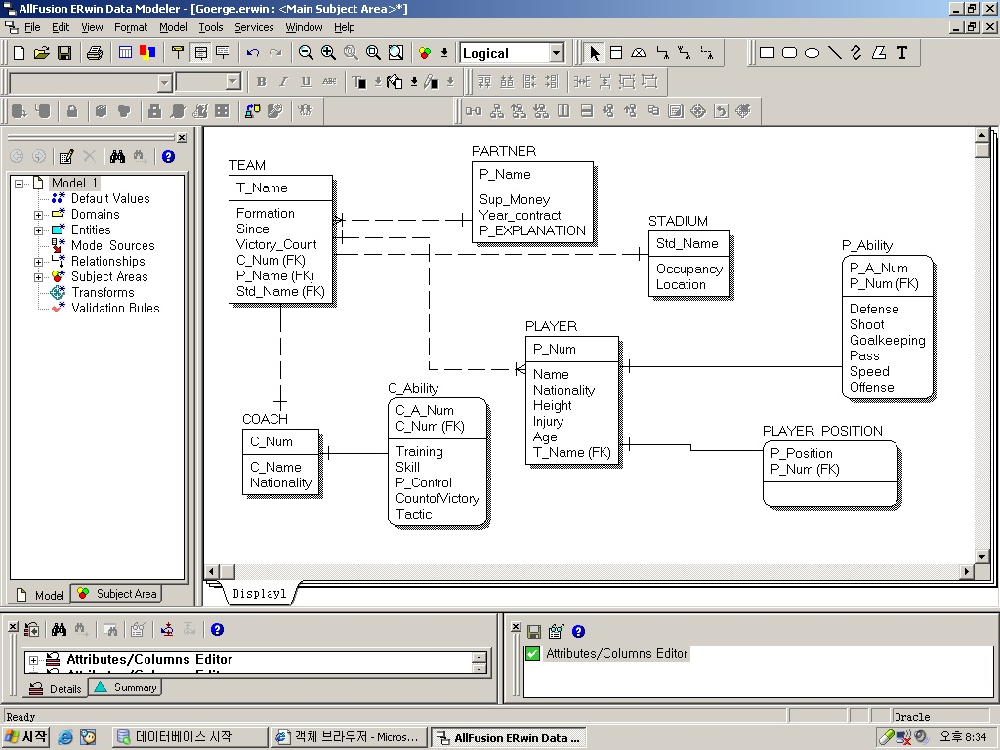 AllFusion ERwin Data Modeler - [Goerge.erwin : <Main Subject Area>*]
File Edit View Format Model Tools Services Window Help
Logical
B I U ABC
Model_1
Default Values
Domains
Entities
Model Sources
Relationships
Subject Areas
Transforms
Validation Rules
Model
Subject Area
TEAM
T_Name
Formation
Since
Victory_Count
C_Num (FK)
P_Name (FK)
Std_Name (FK)
PARTNER
P_Name
Sup_Money
Year_contract
P_EXPLANATION
STADIUM
Std_Name
Occupancy
Location
P_Ability
P_A_Num
P_Num (FK)
Defense
Shoot
Goalkeeping
Pass
Speed
Offense
PLAYER
P_Num
Name
Nationality
Height
Injury
Age
T_Name (FK)
C_Ability
C_A_Num
C_Num (FK)
Training
Skill
P_Control
CountofVictory
Tactic
COACH
C_Num
C_Name
Nationality
PLAYER_POSITION
P_Position
P_Num (FK)
Display1
Attributes/Columns Editor
Details
Summary
Attributes/Columns Editor
Ready
Oracle
시작
데이터베이스 시작
객체 브라우저 - Micros...
AllFusion ERwin Data ...
오후 8:34